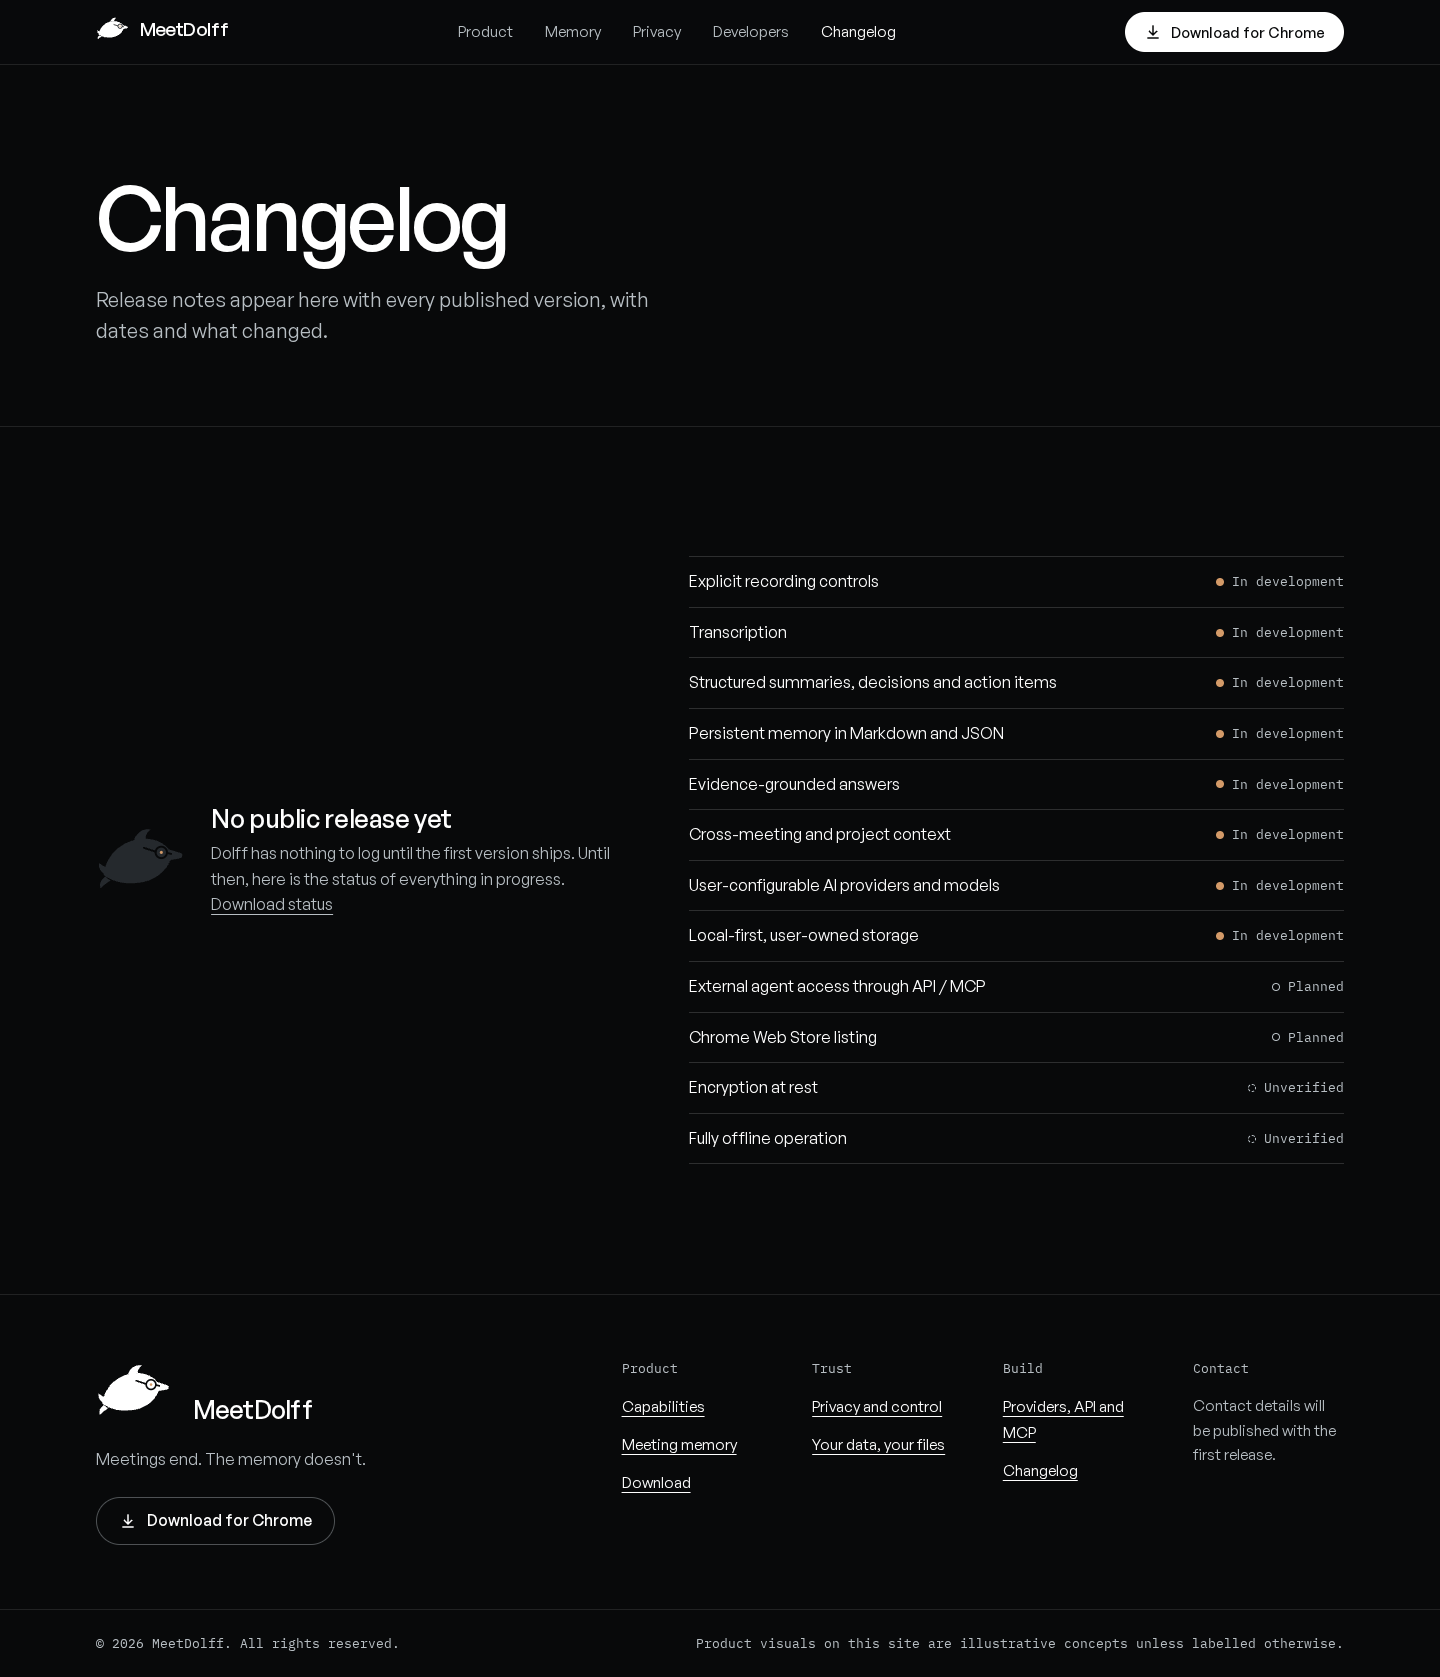 MeetDolff
Product
Memory
Privacy
Developers
Changelog
Download for Chrome
Changelog
Release notes appear here with every published version, with
dates and what changed.
No public release yet
Dolff has nothing to log until the first version ships. Until
then, here is the status of everything in progress.
Download status
Explicit recording controls In development
Transcription In development
Structured summaries, decisions and action items In development
Persistent memory in Markdown and JSON In development
Evidence-grounded answers In development
Cross-meeting and project context In development
User-configurable AI providers and models In development
Local-first, user-owned storage In development
External agent access through API / MCP Planned
Chrome Web Store listing Planned
Encryption at rest Unverified
Fully offline operation Unverified
MeetDolff
Meetings end. The memory doesn't.
Download for Chrome
Product
Capabilities
Meeting memory
Download
Trust
Privacy and control
Your data, your files
Build
Providers, API and
MCP
Changelog
Contact
Contact details will
be published with the
first release.
© 2026 MeetDolff. All rights reserved.
Product visuals on this site are illustrative concepts unless labelled otherwise.